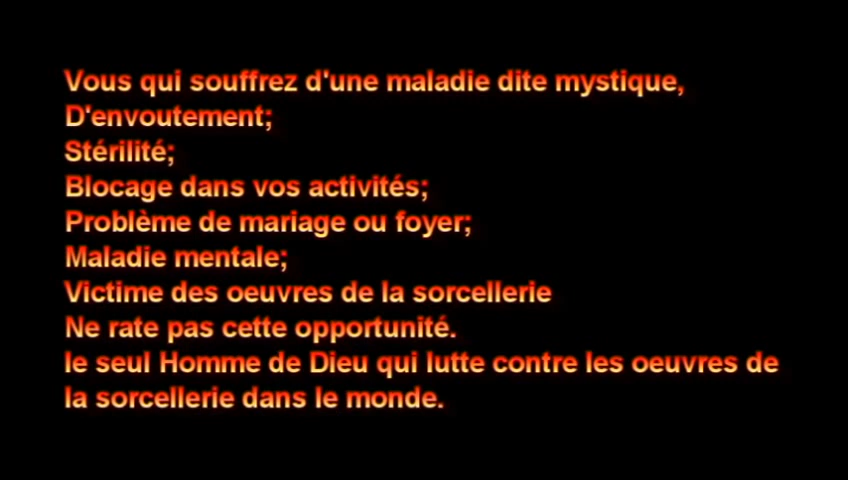 Vous qui souffrez d'une maladie dite mystique,
D'envoutement;
Stérilité;
Blocage dans vos activités;
Problème de mariage ou foyer;
Maladie mentale;
Victime des oeuvres de la sorcellerie
Ne rate pas cette opportunité.
le seul Homme de Dieu qui lutte contre les oeuvres de
la sorcellerie dans le monde.